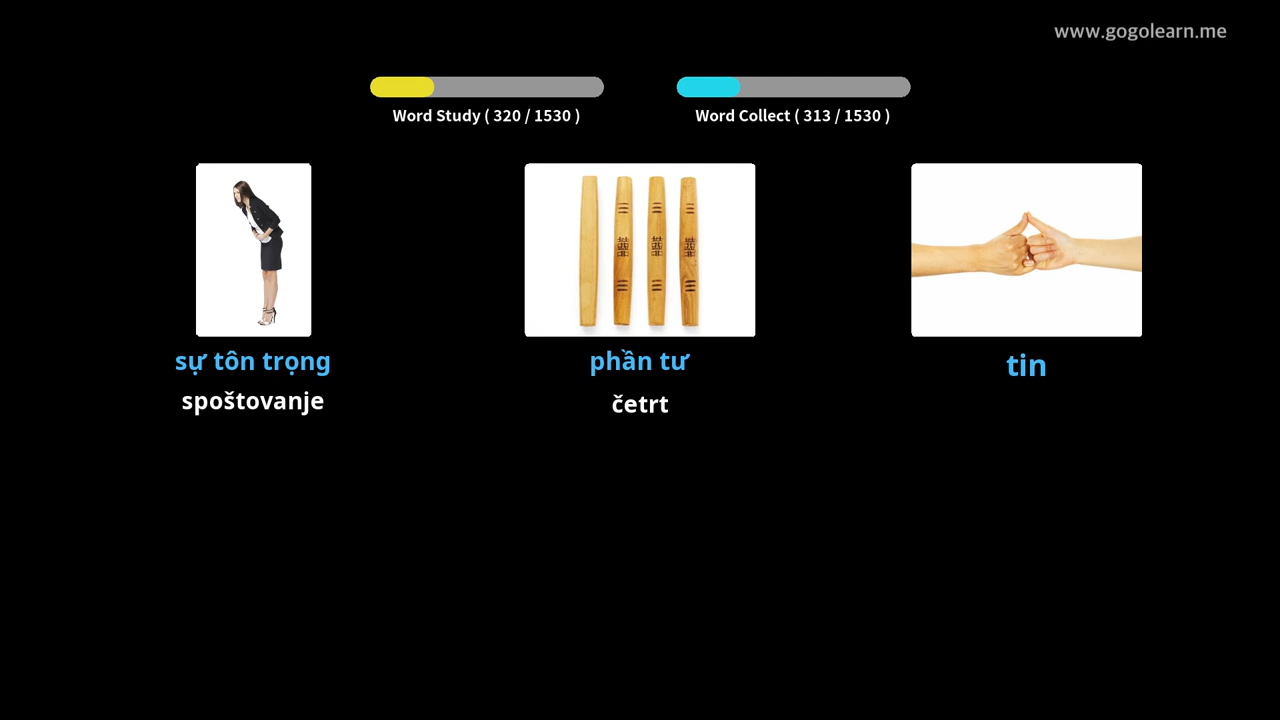 www.gogolearn.me
Word Study ( 320 / 1530 )
Word Collect ( 313 / 1530 )
sự tôn trọng
spoštovanje
phần tư
četrt
tin